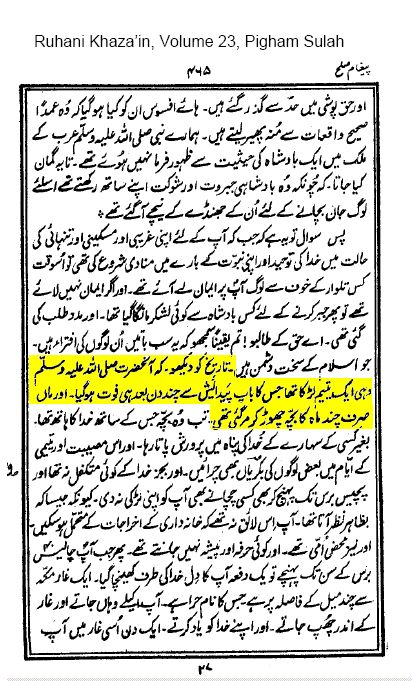 Ruhani Khaza'in, Volume 23, Pigham Sulah
پیغام صلح
۴۶۵
اور حق پوشی میں حد سے گذر گئے ہیں۔ ہائے افسوس ان کو کیا ہو گیا کہ وہ عمداً
صحیح واقعات سے مُنہ پھیر لیتے ہیں۔ ہمارے نبی صلی اللہ علیہ وسلم عرب کے
ملک میں ایک بادشاہ کی حیثیت سے ظہور فرما نہیں ہوئے تھے۔ تا یہ گمان
کیا جاتا کہ چونکہ وہ بادشاہی جبروت اور شوکت اپنے ساتھ رکھتے تھے اسلئے
لوگ جان بچانے کے لئے اُن کے جھنڈے کے نیچے آ گئے تھے
پس سوال تو یہ ہے کہ جب کہ آپ کے لئے اپنی غریبی اور مسکینی اور تنہائی کی
حالت میں خدا کی توحید اور اپنی نبوت کے بارے میں منادی شروع کی تھی تو اُسوقت
کس تلوار کے خوف سے لوگ آپ پر ایمان لے آئے تھے۔ اور اگر ایمان نہیں لائے
تھے تو پھر جبر کرنے کے لئے کس بادشاہ سے کوئی لشکر مانگا گیا تھا۔ اور مدد طلب کی
گئی تھی۔ اے حق کے طالبو! تم یقیناً سمجھو کہ یہ سب باتیں اُن لوگوں کی افتراء ہیں۔
جو اسلام کے سخت دشمن ہیں۔ تاریخ کو دیکھو۔ کہ آنحضرت صلی اللہ علیہ وسلم
وہی ایک یتیم لڑکا تھا جس کا باپ پیدائش سے چند دن بعد ہی فوت ہو گیا۔ اور ماں
صرف چند ماہ کا بچہ چھوڑ کر مر گئی تھی۔ تب وہ بچہ جس کے ساتھ خدا کا ہاتھ تھا۔
بغیر کسی کے سہارے کے خدا کی پناہ میں پرورش پاتا رہا۔ اور اس مصیبت اور یتیمی
کے ایام میں بعض لوگوں کی بکریاں بھی چرائیں۔ اور بجز خدا کے کوئی متکفل نہ تھا۔ اور
پچیس برس تک پہنچ کر بھی کسی چچا نے بھی آپ کو اپنی لڑکی نہ دی۔ کیونکہ جیسا کہ
بظاہر نظر آتا تھا۔ آپ اس لائق نہ تھے کہ خانہ داری کے اخراجات کے متحمل ہو سکیں۔
اور نیز محض اُمّی تھے۔ اور کوئی حرفہ اور پیشہ نہیں جانتے تھے۔ پھر جب آپ چالیس
برس کے سن تک پہنچے تو یک دفعہ آپ کا دل خدا کی طرف کھینچا گیا۔ ایک غار مکہ
سے چند میل کے فاصلہ پر ہے جس کا نام حرا ہے۔ آپ اکیلے وہاں جاتے اور غار
کے اندر چھپ جاتے۔ اور اپنے خدا کو یاد کرتے۔ ایک دن اُسی غار میں آپ
۲۷